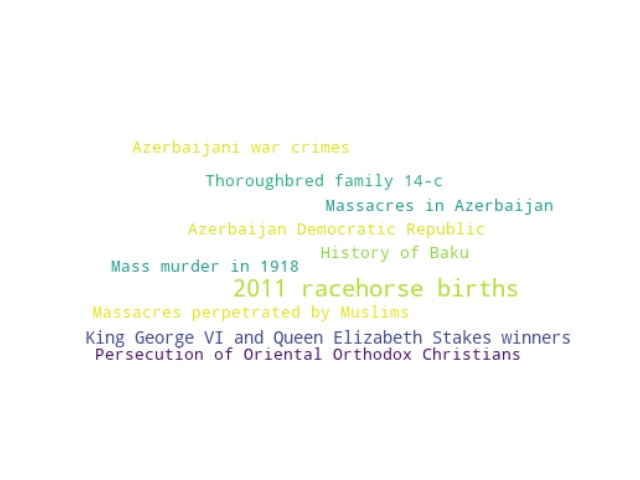 Azerbaijani war crimes
Thoroughbred family 14-c
Massacres in Azerbaijan
Azerbaijan Democratic Republic
History of Baku
Mass murder in 1918
2011 racehorse births
Massacres perpetrated by Muslims
King George VI and Queen Elizabeth Stakes winners
Persecution of Oriental Orthodox Christians